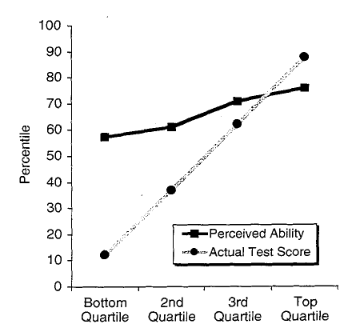 100
90
80
70
60
50
40
30
20
10
0
Percentile
Perceived Ability
Actual Test Score
Bottom 2nd 3rd Top
Quartile Quartile Quartile Quartile